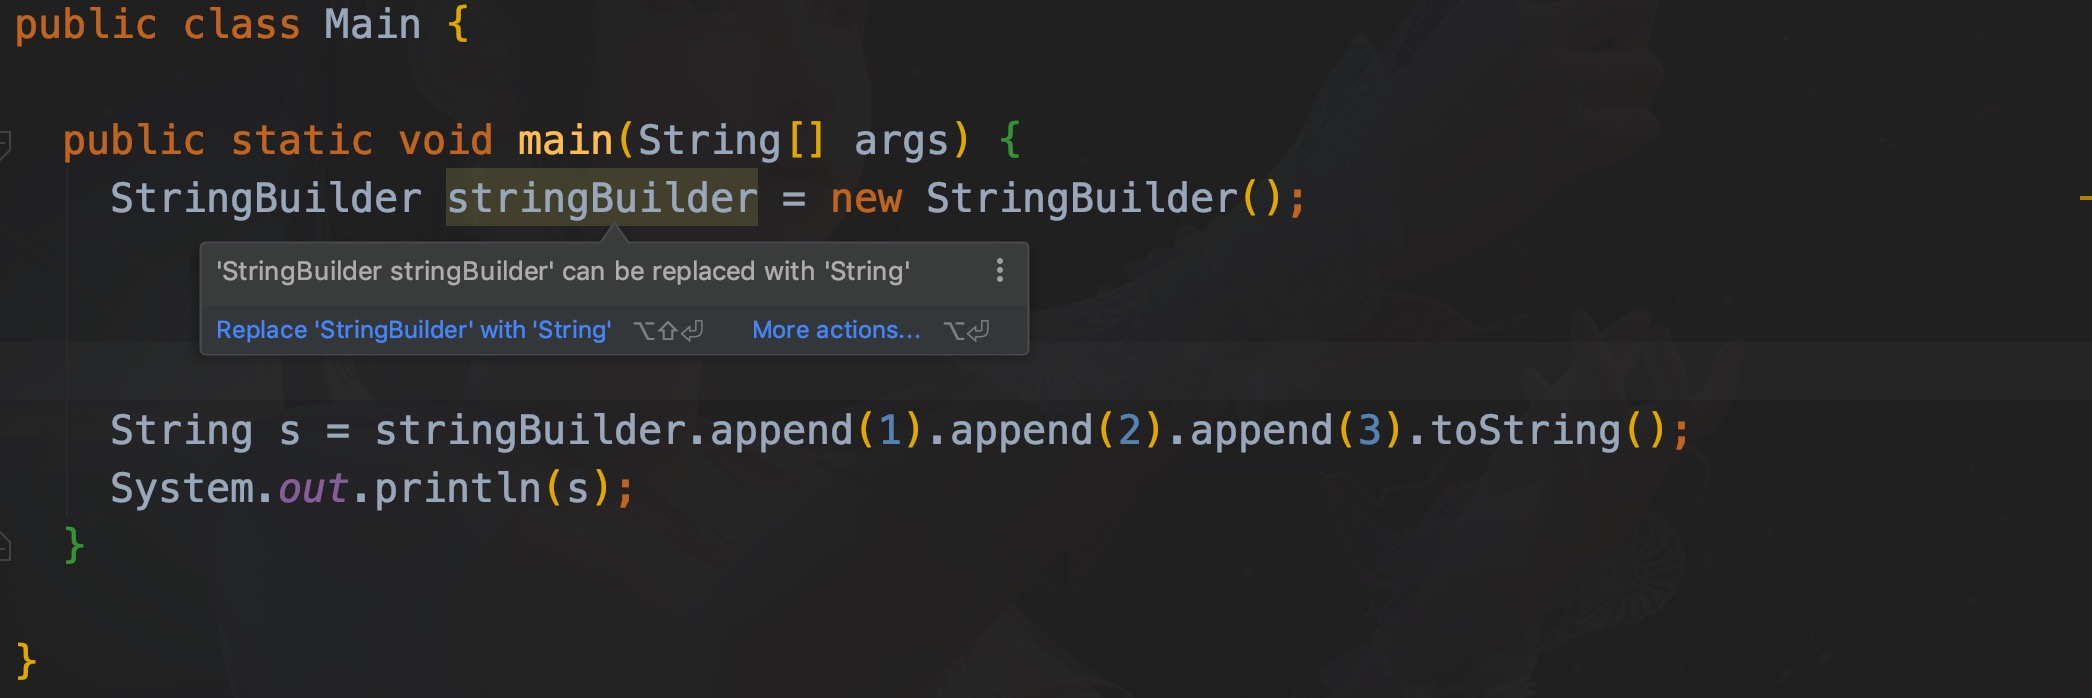 public class Main {
public static void main(String[] args) {
StringBuilder stringBuilder = new StringBuilder();
'StringBuilder stringBuilder' can be replaced with 'String'
Replace 'StringBuilder' with 'String' ⌥⇧⏎ More actions... ⌥⏎
String s = stringBuilder.append(1).append(2).append(3).toString();
System.out.println(s);
}
}